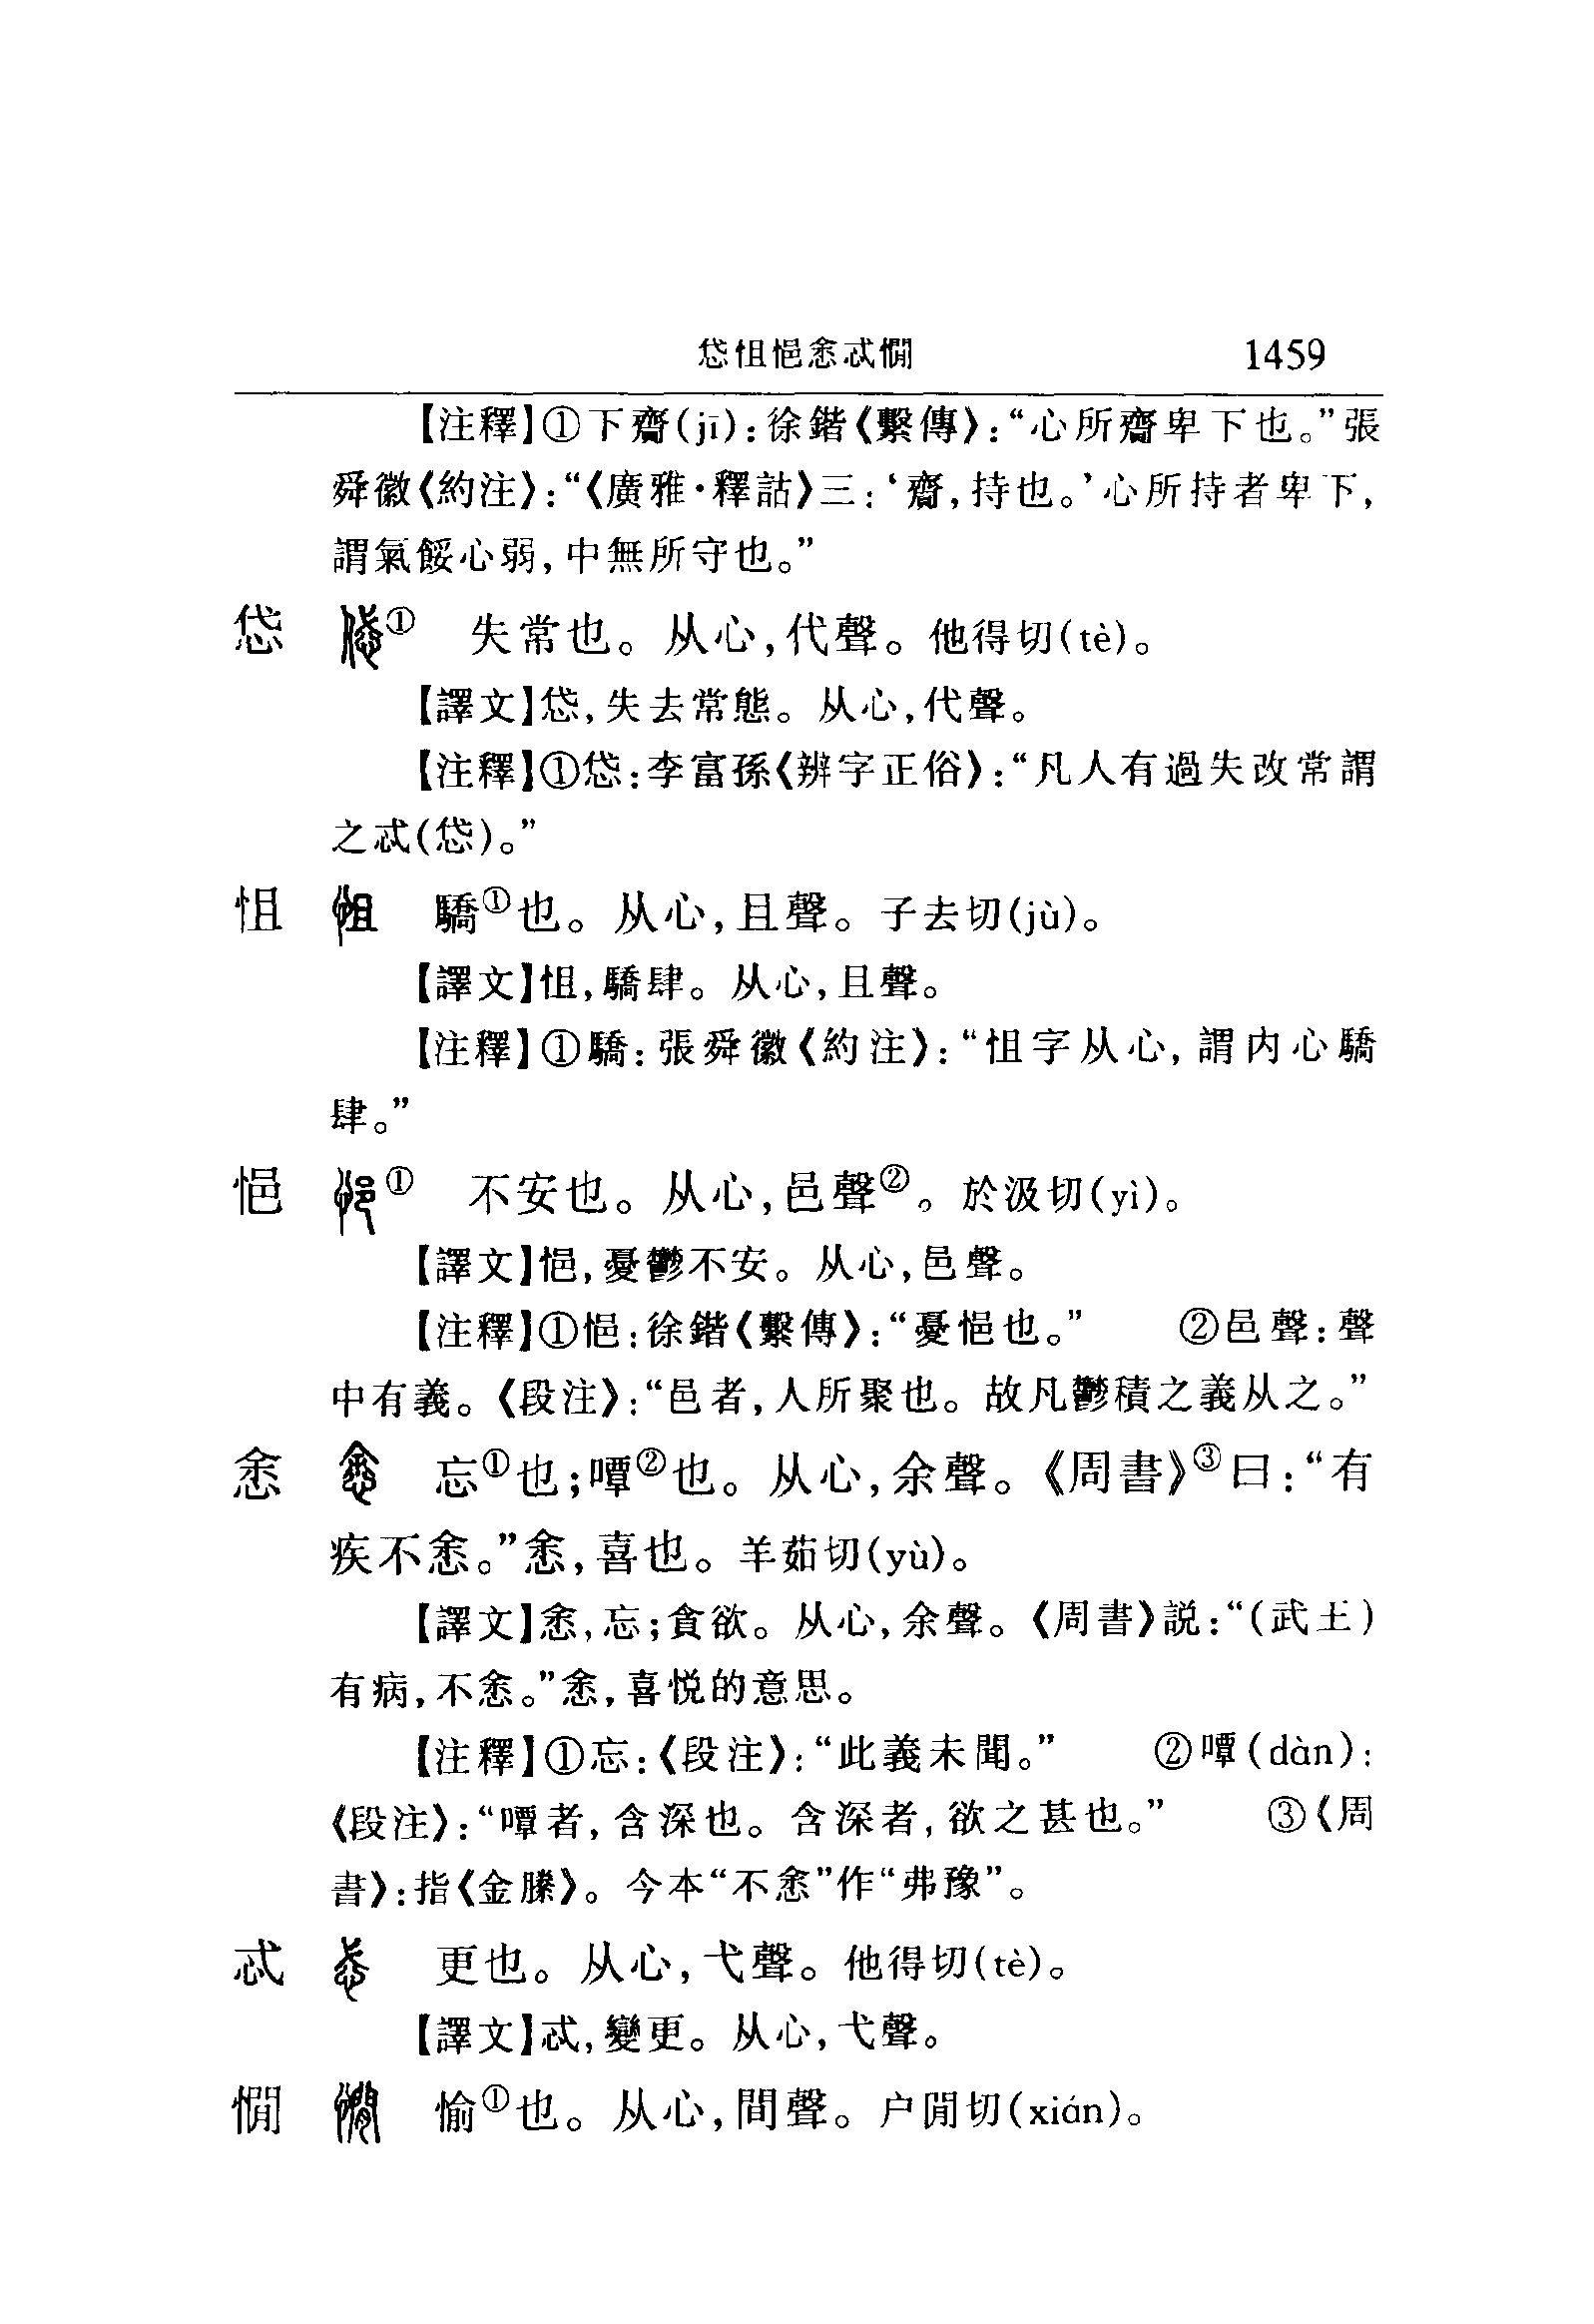 㤥怚悒悆忒憪 1459
【注釋】①下齎(jī):徐鍇《繫傳》:“心所齎卑下也。”張
舜徽《約注》:“《廣雅·釋詁》三:‘齎,持也。’心所持者卑下,
謂氣餒心弱,中無所守也。”
㤥 ① 失常也。从心,代聲。他得切(tè)。
【譯文】㤥,失去常態。从心,代聲。
【注釋】①㤥:李富孫《辨字正俗》:“凡人有過失改常謂
之忒(㤥)。”
怚 驕①也。从心,且聲。子去切(jù)。
【譯文】怚,驕肆。从心,且聲。
【注釋】①驕:張舜徽《約注》:“怚字从心,謂内心驕
肆。”
悒 ① 不安也。从心,邑聲②。於汲切(yì)。
【譯文】悒,憂鬱不安。从心,邑聲。
【注釋】①悒:徐鍇《繫傳》:“憂悒也。” ②邑聲:聲
中有義。《段注》:“邑者,人所聚也。故凡鬱積之義从之。”
悆 忘①也;嘾②也。从心,余聲。《周書》③曰:“有
疾不悆。”悆,喜也。羊茹切(yù)。
【譯文】悆,忘;貪欲。从心,余聲。《周書》説:“(武王)
有病,不悆。”悆,喜悦的意思。
【注釋】①忘:《段注》:“此義未聞。” ②嘾(dàn):
《段注》:“嘾者,含深也。含深者,欲之甚也。” ③《周
書》:指《金縢》。今本“不悆”作“弗豫”。
忒 更也。从心,弋聲。他得切(tè)。
【譯文】忒,變更。从心,弋聲。
憪 愉①也。从心,閒聲。户閒切(xián)。